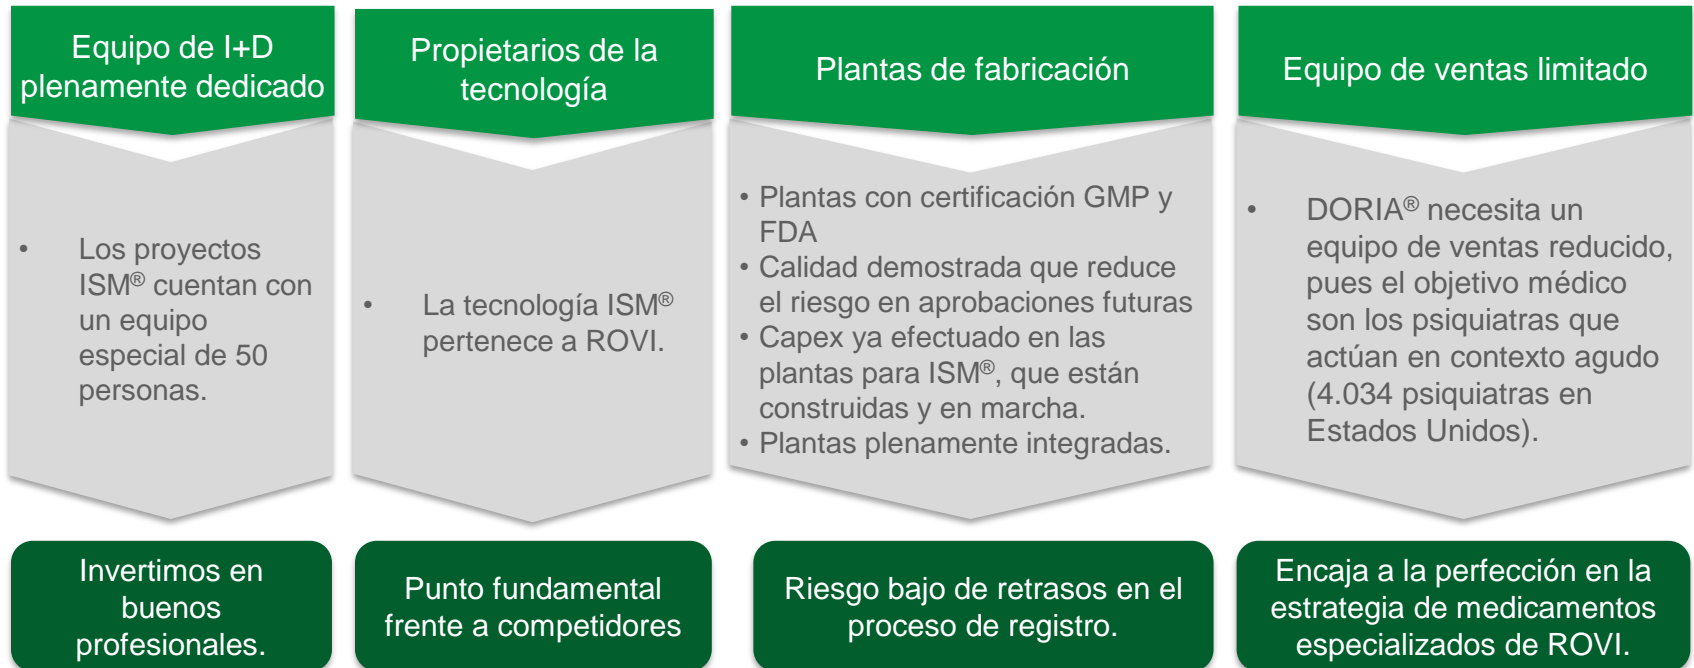 Equipo de I+D
plenamente dedicado
• Los proyectos
ISM® cuentan con
un equipo
especial de 50
personas.
Invertimos en
buenos
profesionales.
Propietarios de la
tecnología
• La tecnología ISM®
pertenece a ROVI.
Punto fundamental
frente a competidores
Plantas de fabricación
• Plantas con certificación GMP y
FDA
• Calidad demostrada que reduce
el riesgo en aprobaciones futuras
• Capex ya efectuado en las
plantas para ISM®, que están
construidas y en marcha.
• Plantas plenamente integradas.
Riesgo bajo de retrasos en el
proceso de registro.
Equipo de ventas limitado
• DORIA® necesita un
equipo de ventas reducido,
pues el objetivo médico
son los psiquiatras que
actúan en contexto agudo
(4.034 psiquiatras en
Estados Unidos).
Encaja a la perfección en la
estrategia de medicamentos
especializados de ROVI.